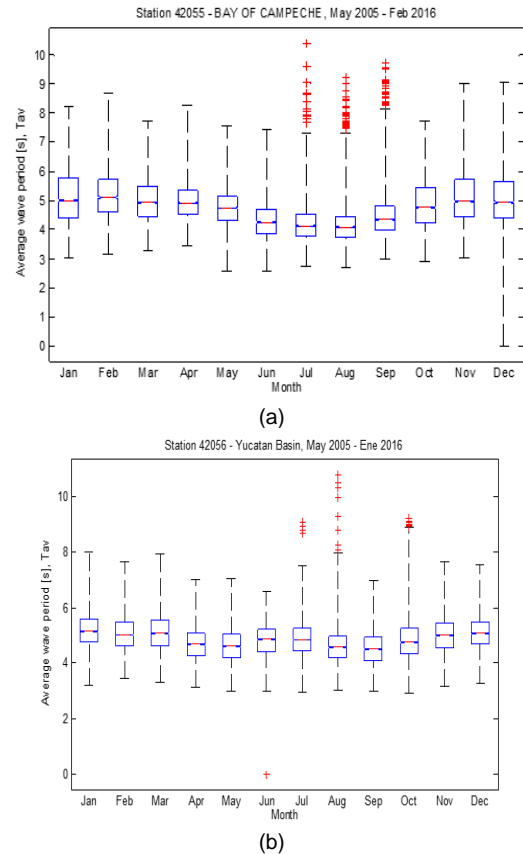 Station 42055 - BAY OF CAMPECHE, May 2005 - Feb 2016
Average wave period [s], Tav
10
9
8
7
6
5
4
3
2
1
0
Jan Feb Mar Apr May Jun Jul Aug Sep Oct Nov Dec
Month
(a)
Station 42056 - Yucatan Basin, May 2005 - Ene 2016
Average wave period [s], Tav
10
8
6
4
2
0
Jan Feb Mar Apr May Jun Jul Aug Sep Oct Nov Dec
Month
(b)